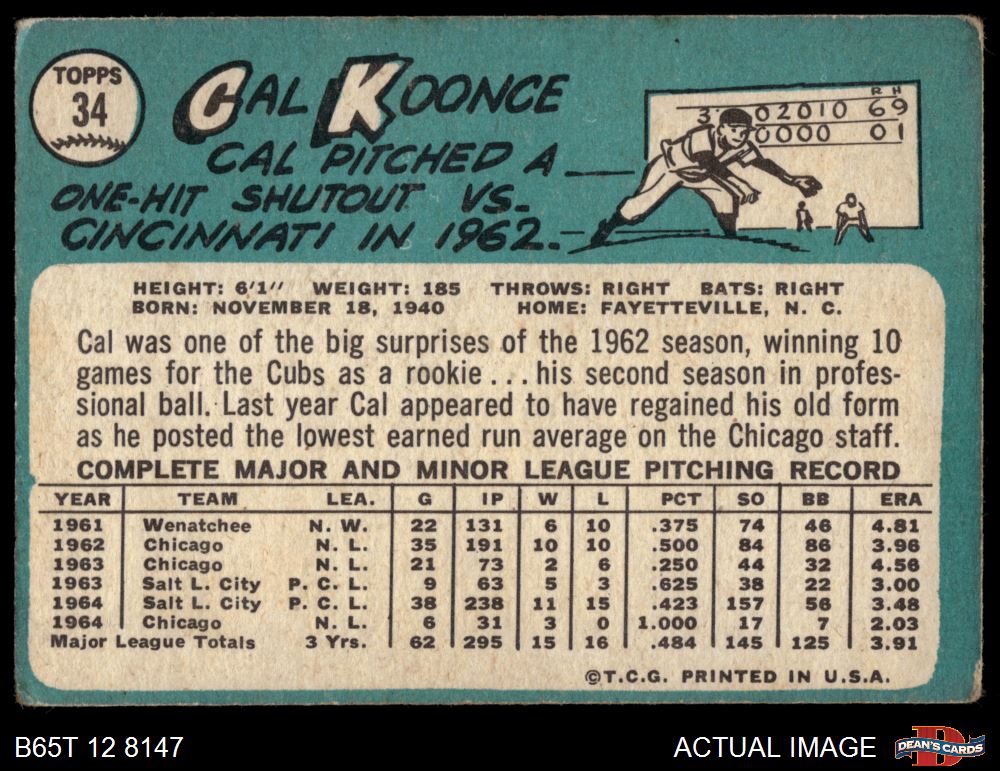 TOPPS
34
CAL KOONCE
CAL PITCHED A
ONE-HIT SHUTOUT VS.
CINCINNATI IN 1962.
R H
3 02010 69
0000 01
HEIGHT: 6'1" WEIGHT: 185 THROWS: RIGHT BATS: RIGHT
BORN: NOVEMBER 18, 1940 HOME: FAYETTEVILLE, N. C.
Cal was one of the big surprises of the 1962 season, winning 10
games for the Cubs as a rookie...his second season in profes-
sional ball. Last year Cal appeared to have regained his old form
as he posted the lowest earned run average on the Chicago staff.
COMPLETE MAJOR AND MINOR LEAGUE PITCHING RECORD
YEAR TEAM LEA. G IP W L PCT SO BB ERA
1961 Wenatchee N. W. 22 131 6 10 .375 74 46 4.81
1962 Chicago N. L. 35 191 10 10 .500 84 86 3.96
1963 Chicago N. L. 21 73 2 6 .250 44 32 4.56
1963 Salt L. City P. C. L. 9 63 5 3 .625 38 22 3.00
1964 Salt L. City P. C. L. 38 238 11 15 .423 157 56 3.48
1964 Chicago N. L. 6 31 3 0 1.000 17 7 2.03
Major League Totals 3 Yrs. 62 295 15 16 .484 145 125 3.91
©T.C.G. PRINTED IN U.S.A.
B65T 12 8147
ACTUAL IMAGE
D
DEAN'S CARDS